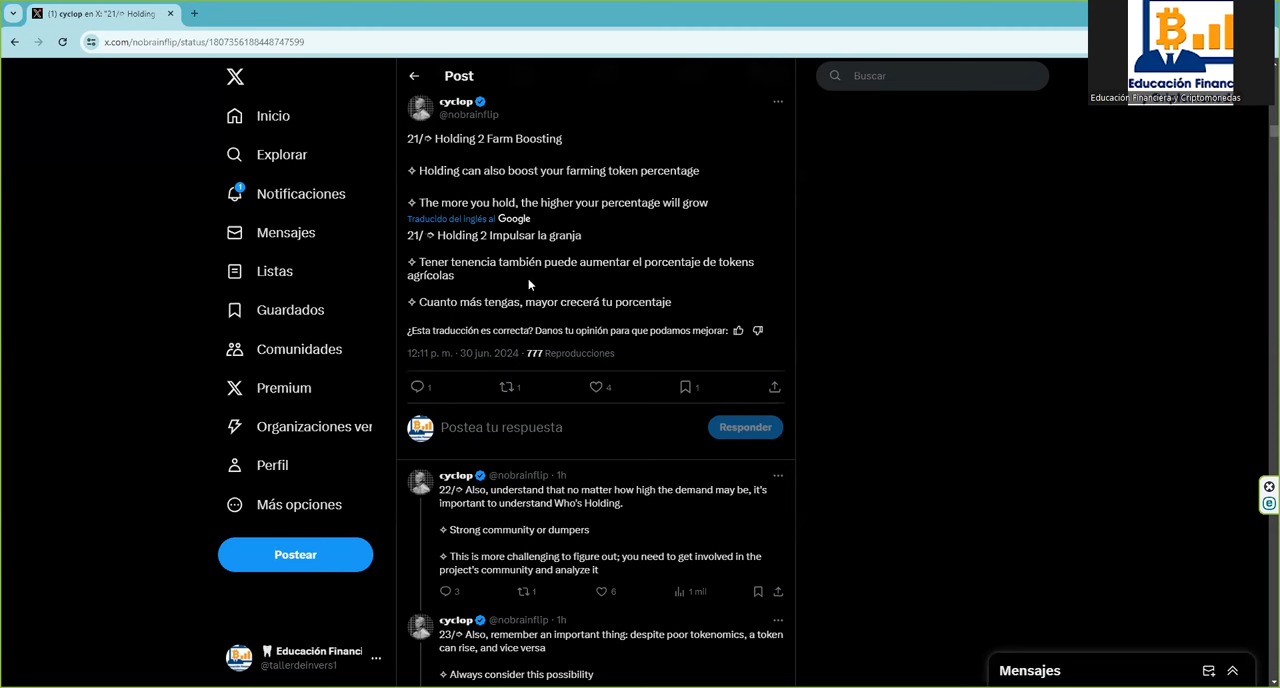 (1) cyclop en X: "21/🝔 Holding
x.com/nobrainflip/status/1807356188448747599
Educación Financi
Educación Financiera y Criptomonedas
Inicio
Explorar
1
Notificaciones
Mensajes
Listas
Guardados
Comunidades
Premium
Organizaciones ver
Perfil
Más opciones
Postear
Educación Financi
@tallerdeinvers1
Post
cyclop
@nobrainflip
21/🝔 Holding 2 Farm Boosting
✧ Holding can also boost your farming token percentage
✧ The more you hold, the higher your percentage will grow
Traducido del inglés al Google
21/ 🝔 Holding 2 Impulsar la granja
✧ Tener tenencia también puede aumentar el porcentaje de tokens
agrícolas
✧ Cuanto más tengas, mayor crecerá tu porcentaje
¿Esta traducción es correcta? Danos tu opinión para que podamos mejorar:
12:11 p. m. · 30 jun. 2024 · 777 Reproducciones
1 1 4 1
Postea tu respuesta
Responder
cyclop @nobrainflip · 1h
22/🝔 Also, understand that no matter how high the demand may be, it's
important to understand Who's Holding.
✧ Strong community or dumpers
✧ This is more challenging to figure out; you need to get involved in the
project's community and analyze it
3 1 6 1 mil
cyclop @nobrainflip · 1h
23/🝔 Also, remember an important thing: despite poor tokenomics, a token
can rise, and vice versa
✧ Always consider this possibility
Buscar
Mensajes